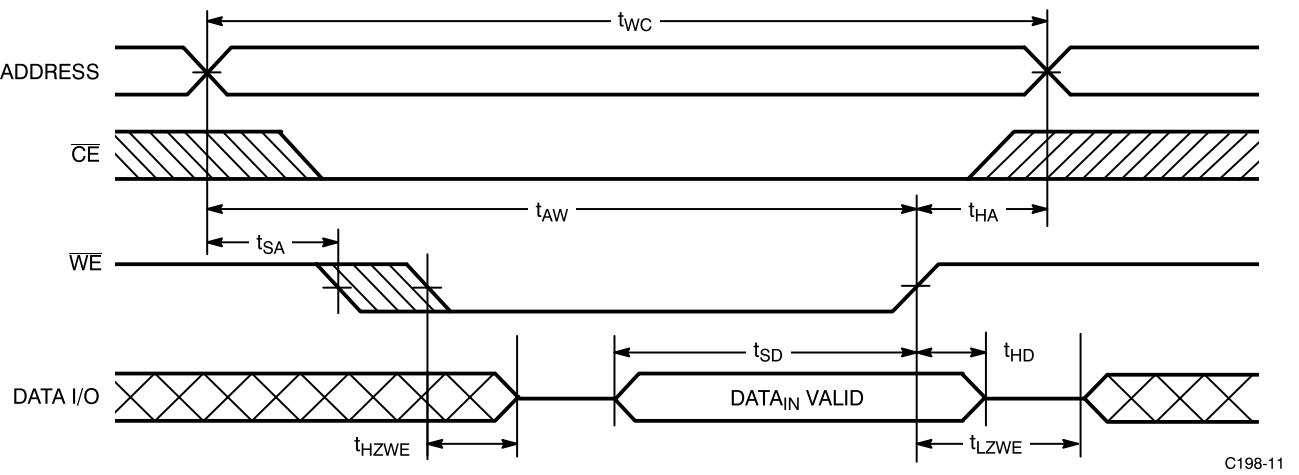 tWC
ADDRESS
CE
tAW
tHA
tSA
WE
tSD
tHD
DATA I/O
DATAIN VALID
tHZWE
tLZWE
C198-11